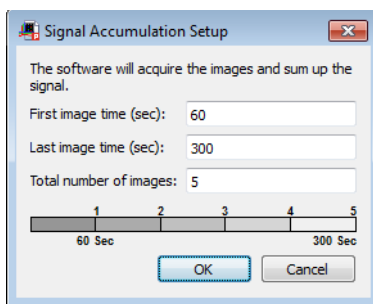 Signal Accumulation Setup
The software will acquire the images and sum up the
signal.
First image time (sec): 60
Last image time (sec): 300
Total number of images: 5
1 2 3 4 5
60 Sec 300 Sec
OK Cancel